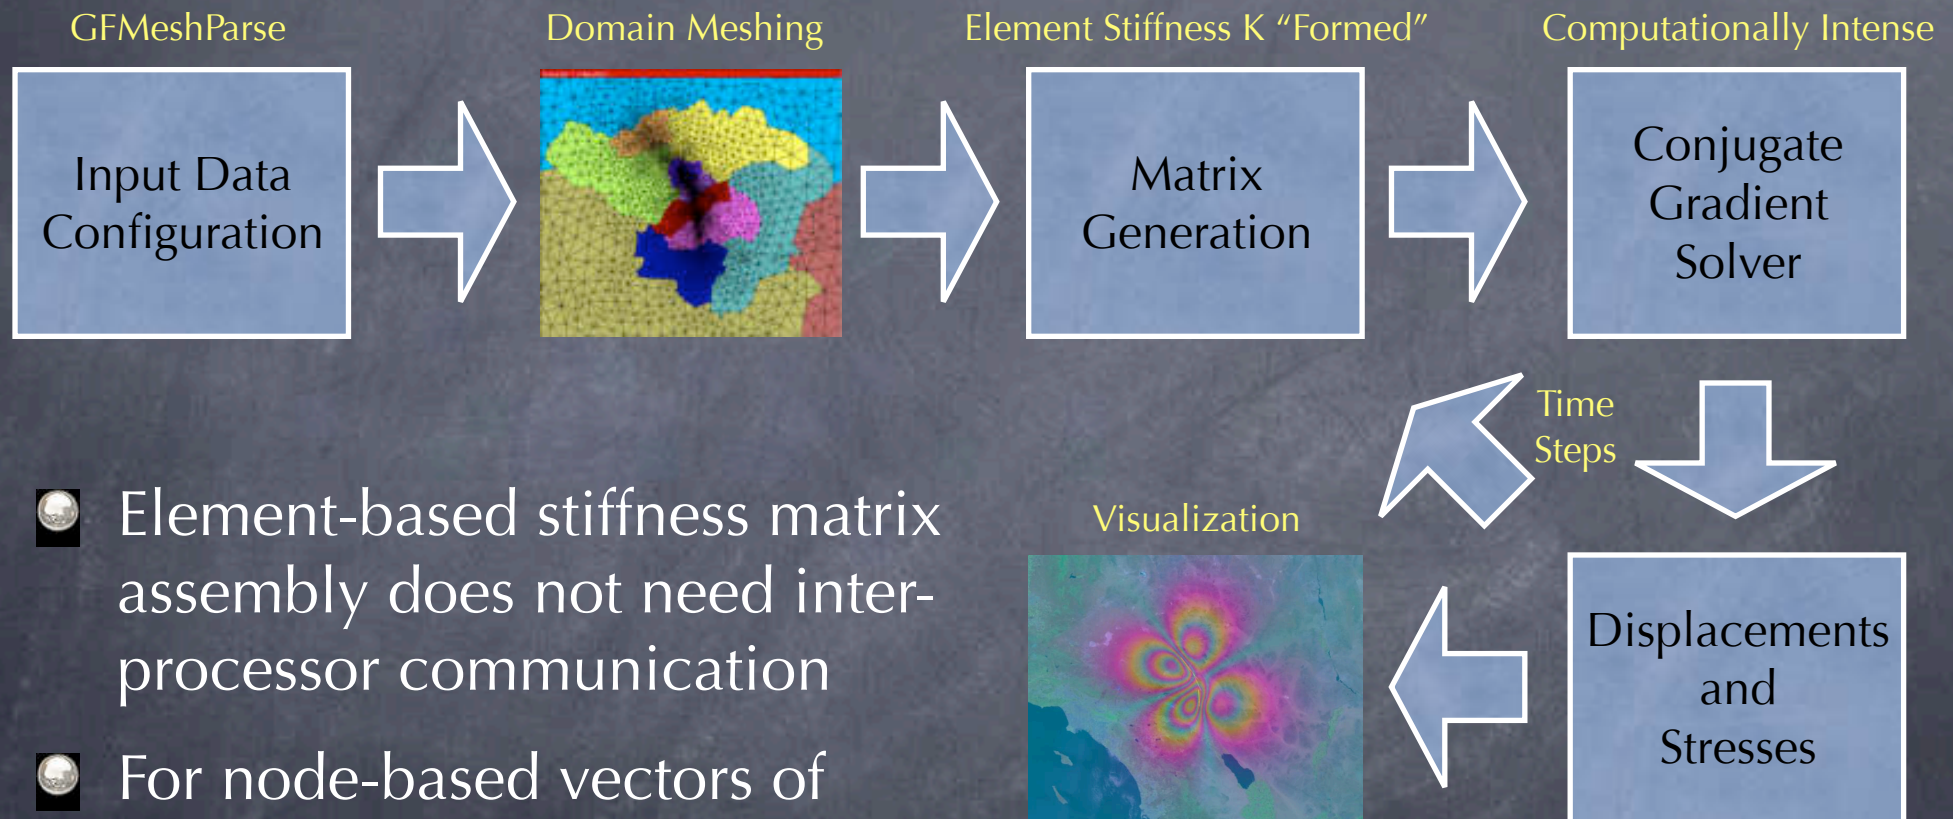 GFMeshParse
Domain Meshing
Element Stiffness K “Formed”
Computationally Intense
Input Data
Configuration
Matrix
Generation
Conjugate
Gradient
Solver
Time
Steps
Element-based stiffness matrix
assembly does not need inter-
processor communication
For node-based vectors of
Visualization
Displacements
and
Stresses